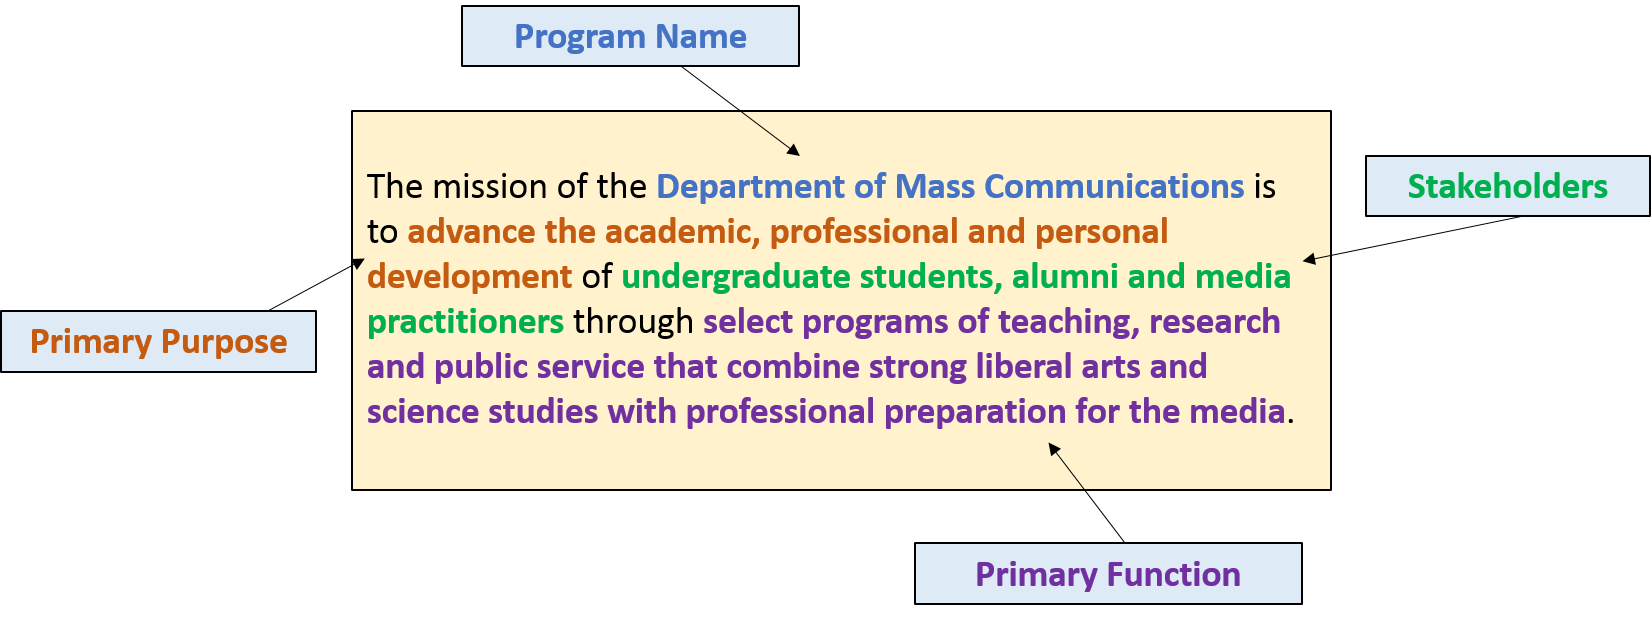 Program Name
The mission of the Department of Mass Communications is
to advance the academic, professional and personal
development of undergraduate students, alumni and media
practitioners through select programs of teaching, research
and public service that combine strong liberal arts and
science studies with professional preparation for the media.
Stakeholders
Primary Purpose
Primary Function